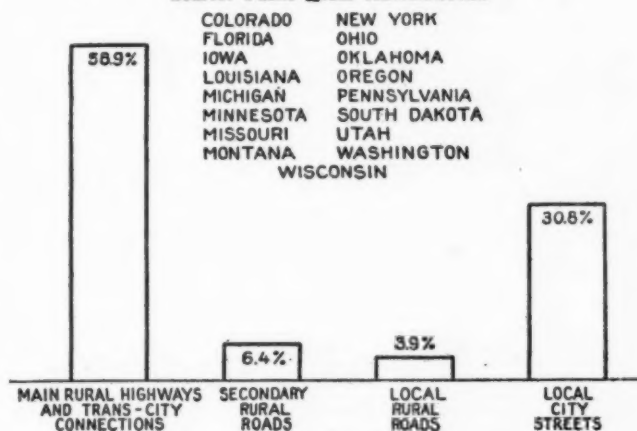 COLORADO NEW YORK
FLORIDA OHIO
IOWA OKLAHOMA
LOUISIANA OREGON
MICHIGAN PENNSYLVANIA
MINNESOTA SOUTH DAKOTA
MISSOURI UTAH
MONTANA WASHINGTON
WISCONSIN
58.9%
6.4%
3.9%
30.8%
MAIN RURAL HIGHWAYS
AND TRANS-CITY
CONNECTIONS
SECONDARY
RURAL
ROADS
LOCAL
RURAL
ROADS
LOCAL
CITY
STREETS